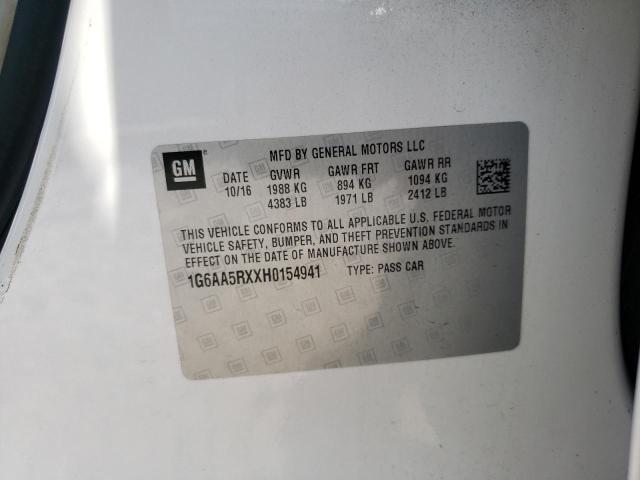 GM
MFD BY GENERAL MOTORS LLC
DATE GVWR GAWR FRT GAWR RR
10/16 1988 KG 894 KG 1094 KG
4383 LB 1971 LB 2412 LB
THIS VEHICLE CONFORMS TO ALL APPLICABLE U.S. FEDERAL MOTOR
VEHICLE SAFETY, BUMPER, AND THEFT PREVENTION STANDARDS IN
EFFECT ON THE DATE OF MANUFACTURE SHOWN ABOVE.
1G6AA5RXXH0154941 TYPE: PASS CAR